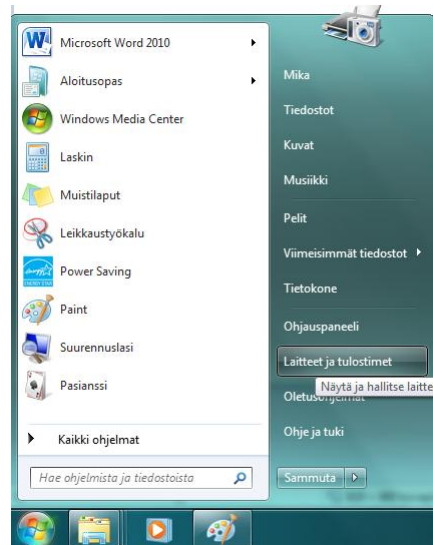 Microsoft Word 2010
Aloitusopas
Windows Media Center
Laskin
Muistilaput
Leikkaustyökalu
Power Saving
Paint
Suurennuslasi
Pasianssi
Kaikki ohjelmat
Hae ohjelmista ja tiedostoista
Mika
Tiedostot
Kuvat
Musiikki
Pelit
Viimeisimmät tiedostot
Tietokone
Ohjauspaneeli
Laitteet ja tulostimet
Näytä ja hallitse laitte
Oletusohjelmat
Ohje ja tuki
Sammuta